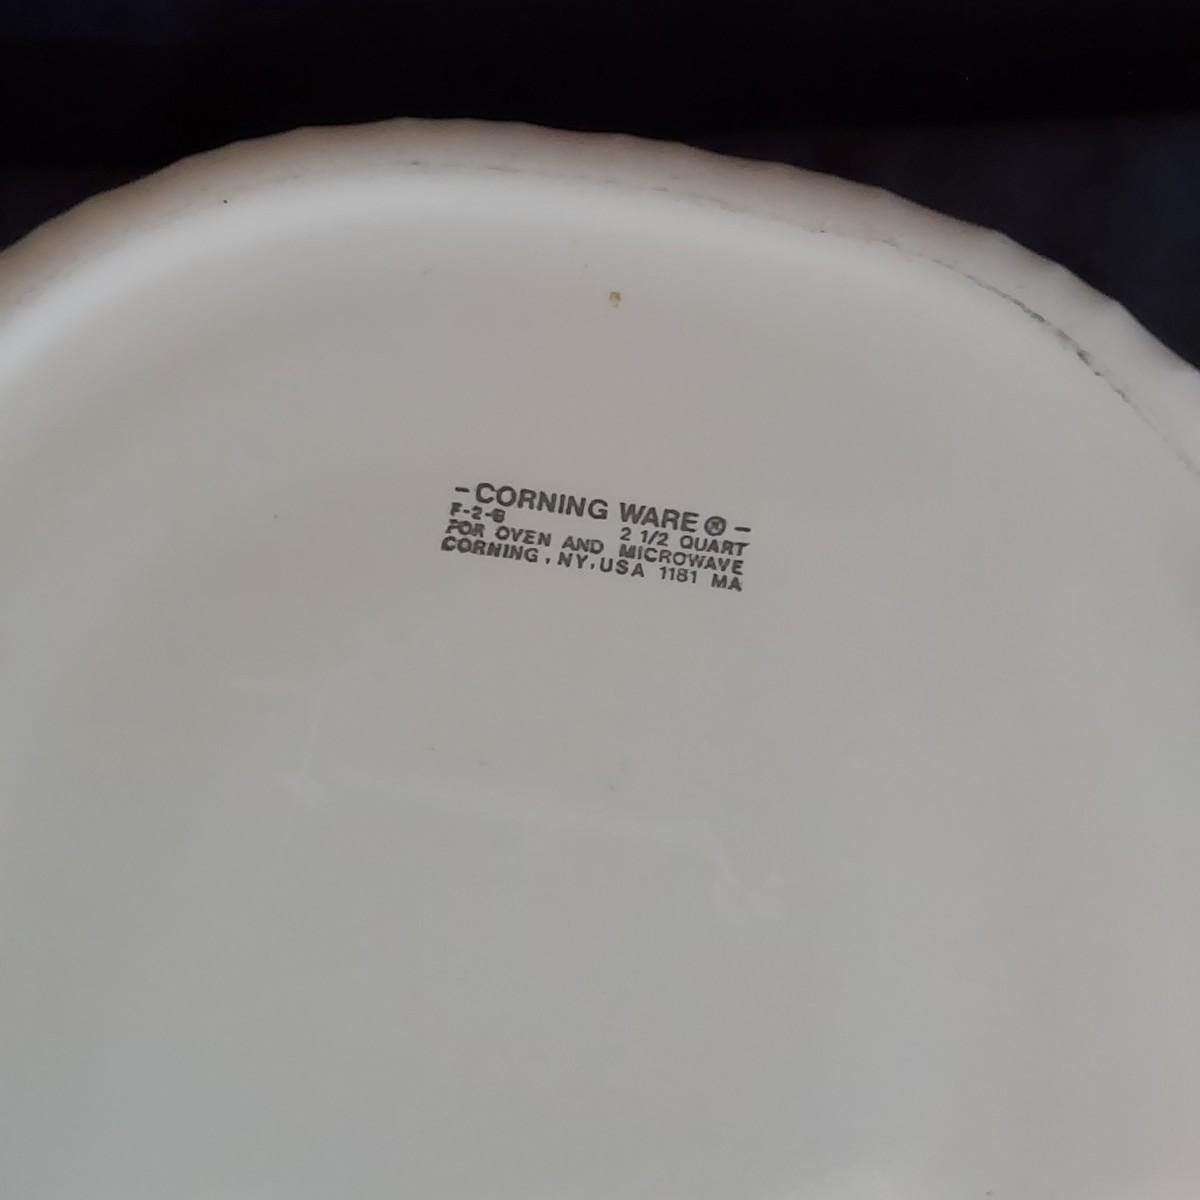 -CORNING WARE®-
F-2-B 2 1/2 QUART
FOR OVEN AND MICROWAVE
CORNING, NY, USA 1181 MA